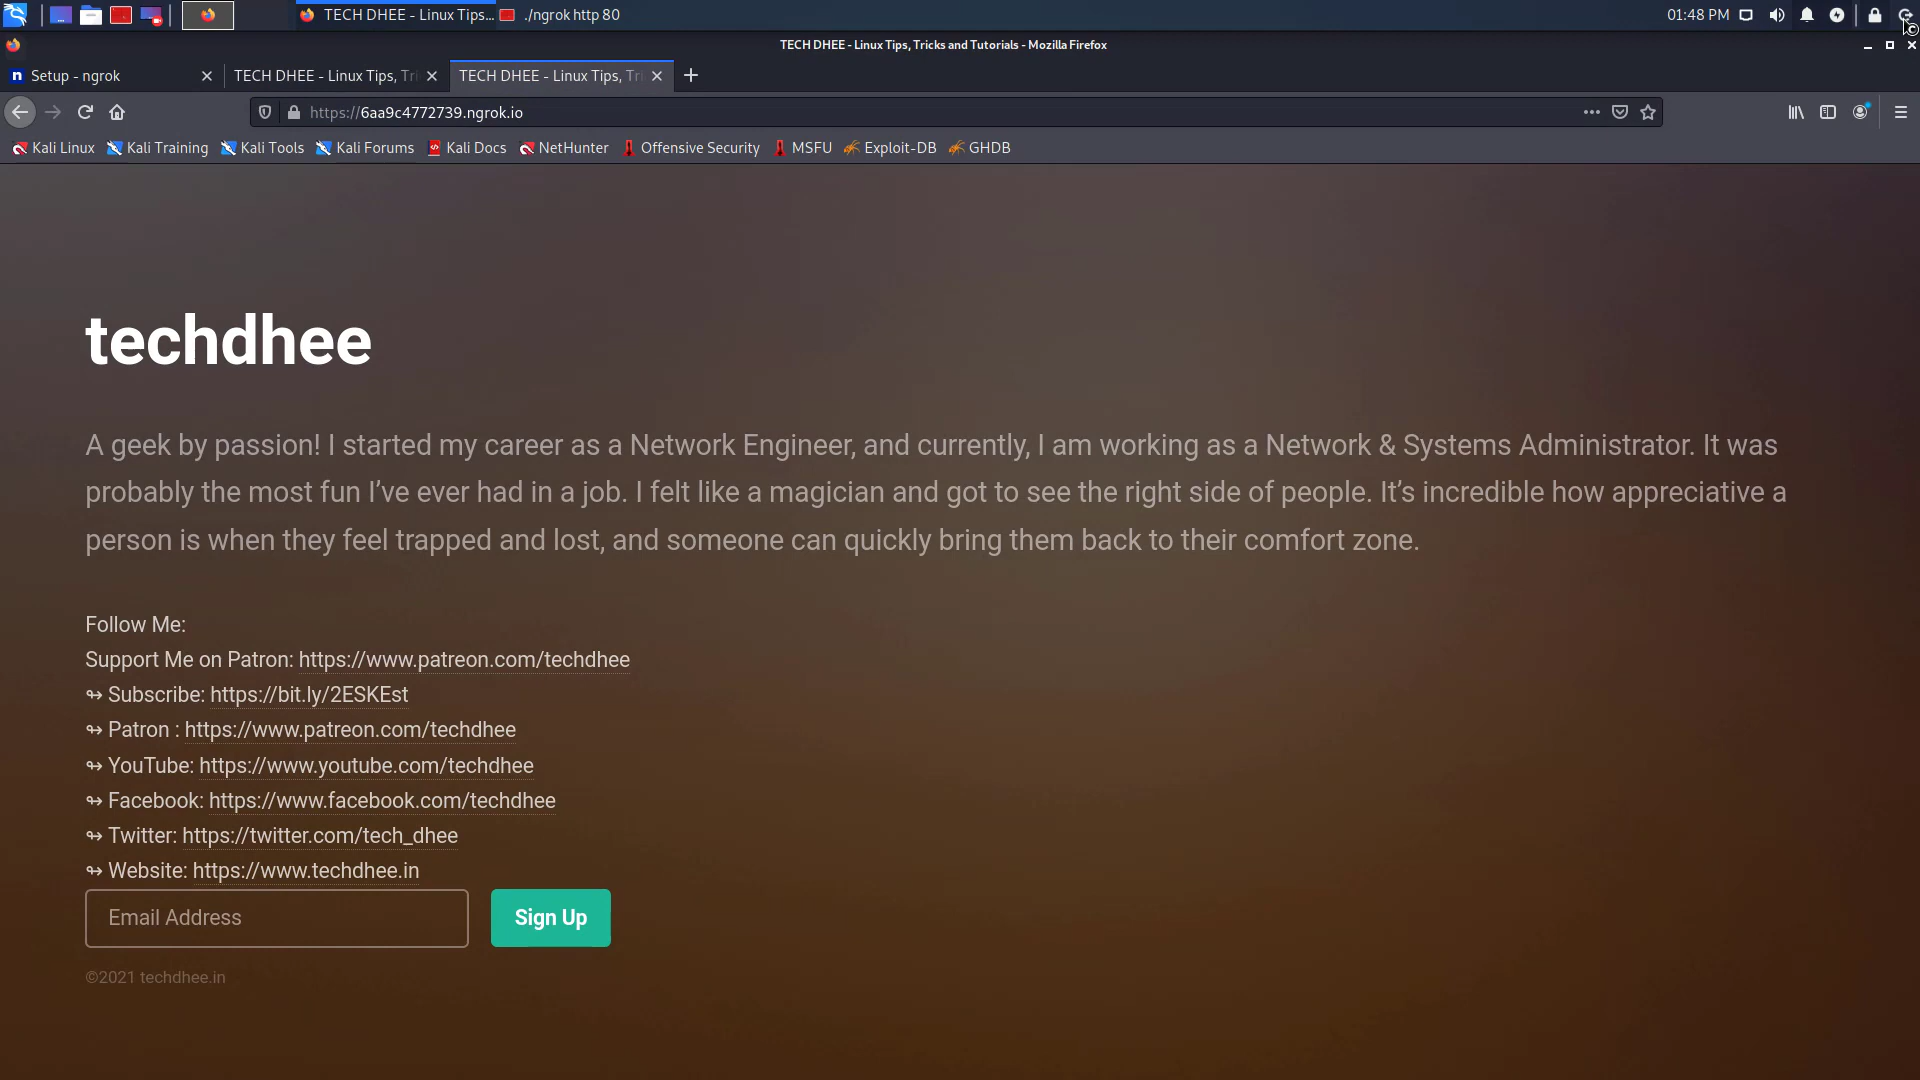 TECH DHEE - Linux Tips... ./ngrok http 80 01:48 PM
TECH DHEE - Linux Tips, Tricks and Tutorials - Mozilla Firefox
Setup - ngrok TECH DHEE - Linux Tips, Tri TECH DHEE - Linux Tips, Tri
https://6aa9c4772739.ngrok.io
Kali Linux Kali Training Kali Tools Kali Forums Kali Docs NetHunter Offensive Security MSFU Exploit-DB GHDB
techdhee
A geek by passion! I started my career as a Network Engineer, and currently, I am working as a Network & Systems Administrator. It was
probably the most fun I’ve ever had in a job. I felt like a magician and got to see the right side of people. It’s incredible how appreciative a
person is when they feel trapped and lost, and someone can quickly bring them back to their comfort zone.
Follow Me:
Support Me on Patron: https://www.patreon.com/techdhee
↬ Subscribe: https://bit.ly/2ESKEst
↬ Patron : https://www.patreon.com/techdhee
↬ YouTube: https://www.youtube.com/techdhee
↬ Facebook: https://www.facebook.com/techdhee
↬ Twitter: https://twitter.com/tech_dhee
↬ Website: https://www.techdhee.in
Email Address Sign Up
©2021 techdhee.in